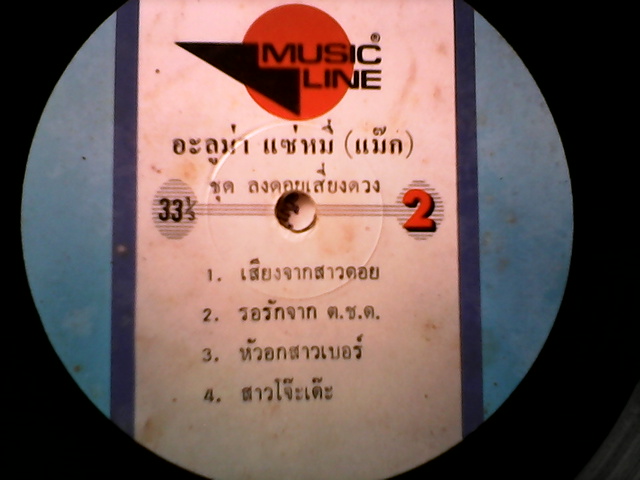 MUSIC®
LINE
อะลูม่า แซ่หมี่ (แม๊ก)
ชุด ลงดอยเสี่ยงดวง
33⅓
2
1. เสียงจากสาวดอย
2. รอรักจาก ต.ช.ด.
3. หัวอกสาวเบอร์
4. สาวโจ๊ะเต๊ะ